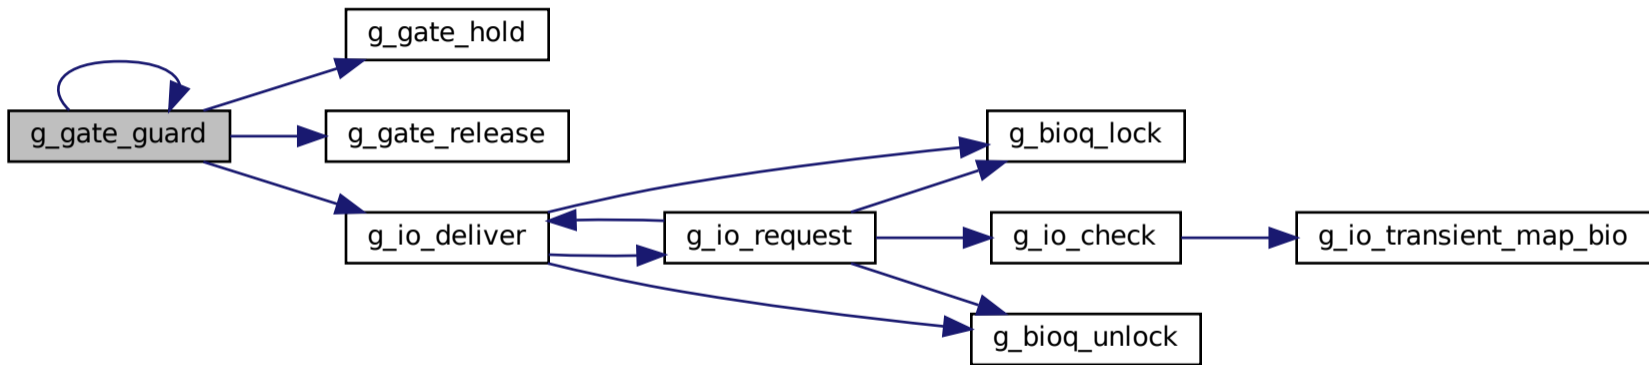 g_gate_hold
g_gate_guard
g_gate_release
g_bioq_lock
g_io_deliver
g_io_request
g_io_check
g_io_transient_map_bio
g_bioq_unlock